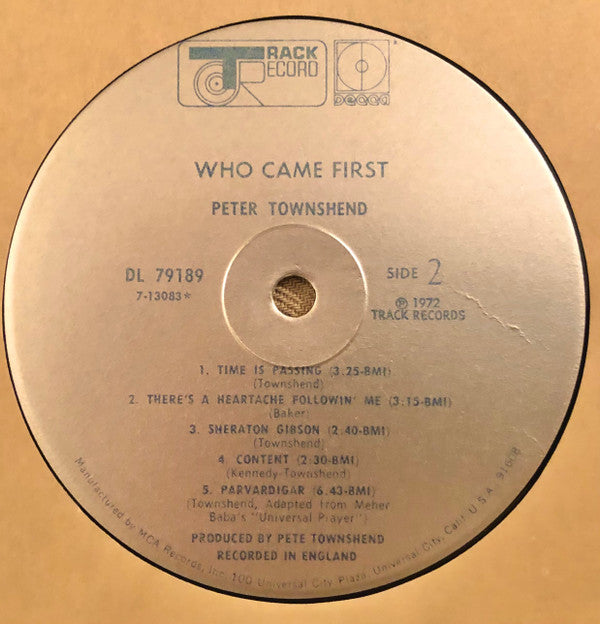 TRACK
RECORD
DECCA
WHO CAME FIRST
PETER TOWNSHEND
DL 79189
7-13083*
SIDE 2
℗ 1972
TRACK RECORDS
1. TIME IS PASSING (3:25-BMI)
(Townshend)
2. THERE'S A HEARTACHE FOLLOWIN' ME (3:15-BMI)
(Baker)
3. SHERATON GIBSON (2:40-BMI)
(Townshend)
4. CONTENT (2:30-BMI)
(Kennedy-Townshend)
5. PARVARDIGAR (6:43-BMI)
(Townshend, Adapted from Meher
Baba's "Universal Prayer")
PRODUCED BY PETE TOWNSHEND
RECORDED IN ENGLAND
Manufactured by MCA Records, Inc., 100 Universal City Plaza, Universal City, Calif. U.S.A. 91608